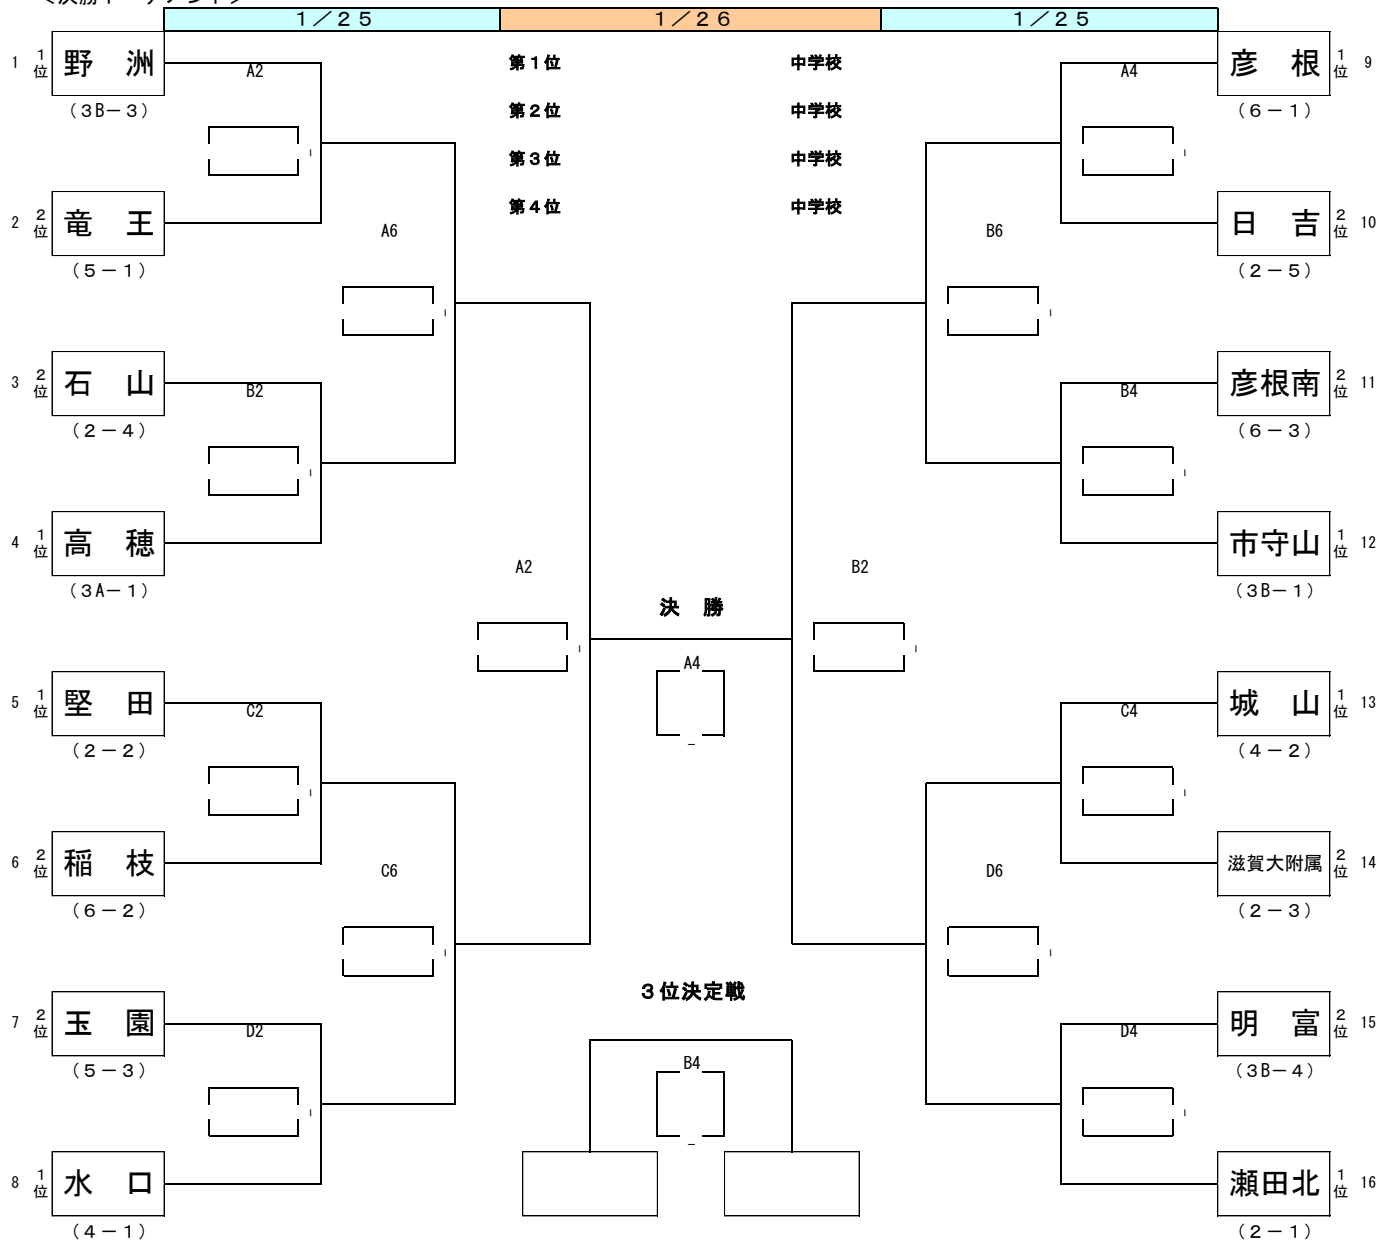 １／２５ １／２６ １／２５
1 １位 野　洲 A2 第１位 中学校 A4 彦　根 １位 9
（３B－３） 第２位 中学校 （６－１）
第３位 中学校
2 ２位 竜　王 第４位 中学校 日　吉 ２位 10
A6 B6
（５－１） （２－５）
3 ２位 石　山 B2 B4 彦根南 ２位 11
（２－４） （６－３）
4 １位 高　穂 市守山 １位 12
A2 B2
（３A－１） （３B－１）
決　勝
A4
5 １位 堅　田 C2 C4 城　山 １位 13
（２－２） （４－２）
6 ２位 稲　枝 C6 D6 滋賀大附属 ２位 14
（６－２） （２－３）
３位決定戦
7 ２位 玉　園 D2 D4 明　富 ２位 15
B4
（５－３） （３B－４）
8 １位 水　口 瀬田北 １位 16
（４－１） （２－１）